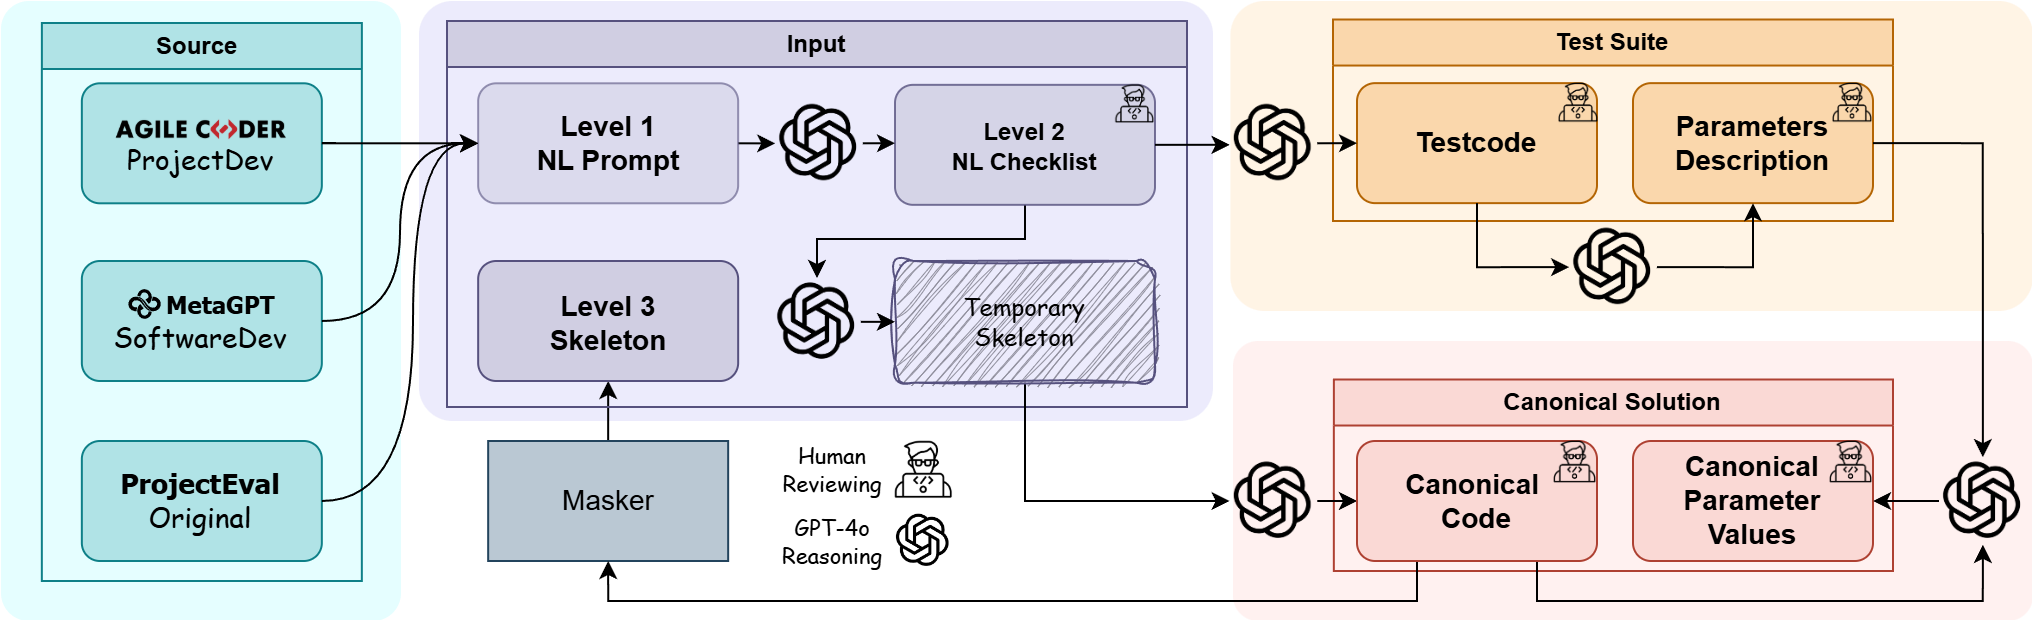 Source
AGILE CODER
ProjectDev
MetaGPT
SoftwareDev
ProjectEval
Original
Input
Level 1
NL Prompt
Level 2
NL Checklist
Level 3
Skeleton
Temporary
Skeleton
Masker
Human
Reviewing
GPT-4o
Reasoning
Test Suite
Testcode
Parameters
Description
Canonical Solution
Canonical
Code
Canonical
Parameter
Values